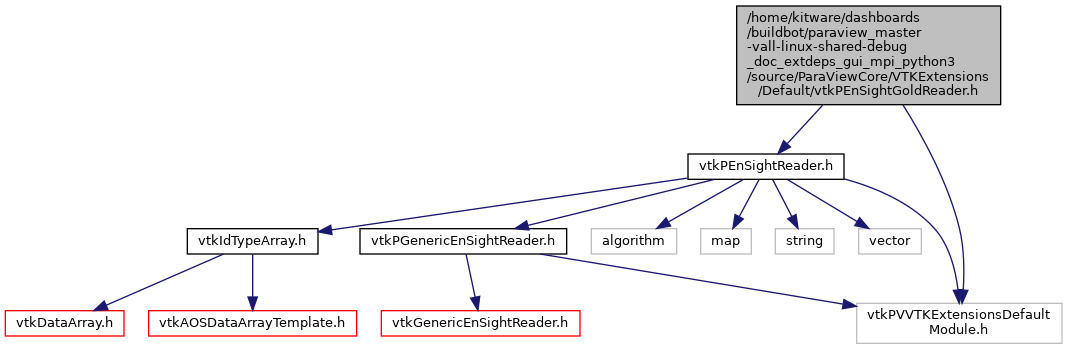 /home/kitware/dashboards
/buildbot/paraview_master
-vall-linux-shared-debug
_doc_extdeps_gui_mpi_python3
/source/ParaViewCore/VTKExtensions
/Default/vtkPEnSightGoldReader.h
vtkPEnSightReader.h
vtkIdTypeArray.h
vtkPGenericEnSightReader.h
algorithm
map
string
vector
vtkDataArray.h
vtkAOSDataArrayTemplate.h
vtkGenericEnSightReader.h
vtkPVVTKExtensionsDefault
Module.h